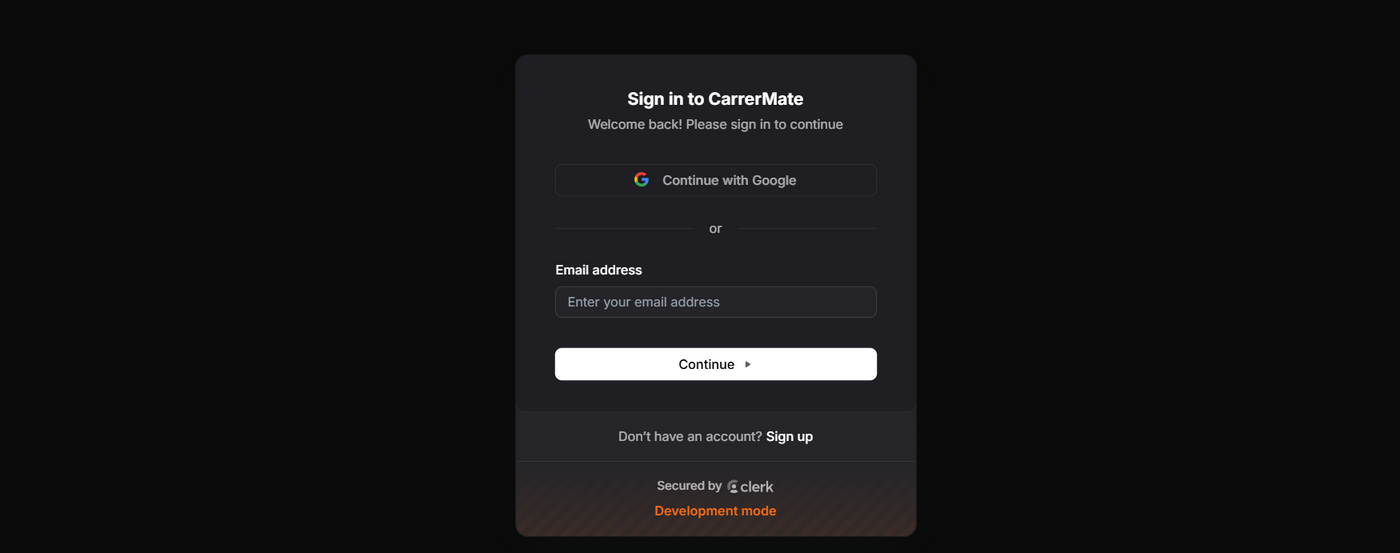 Sign in to CarrerMate
Welcome back! Please sign in to continue
Continue with Google
or
Email address
Enter your email address
Continue
Don't have an account? Sign up
Secured by clerk
Development mode